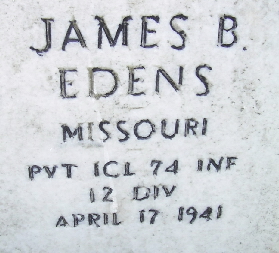 JAMES B.
EDENS
MISSOURI
PVT 1CL 74 INF
12 DIV
APRIL 17 1941